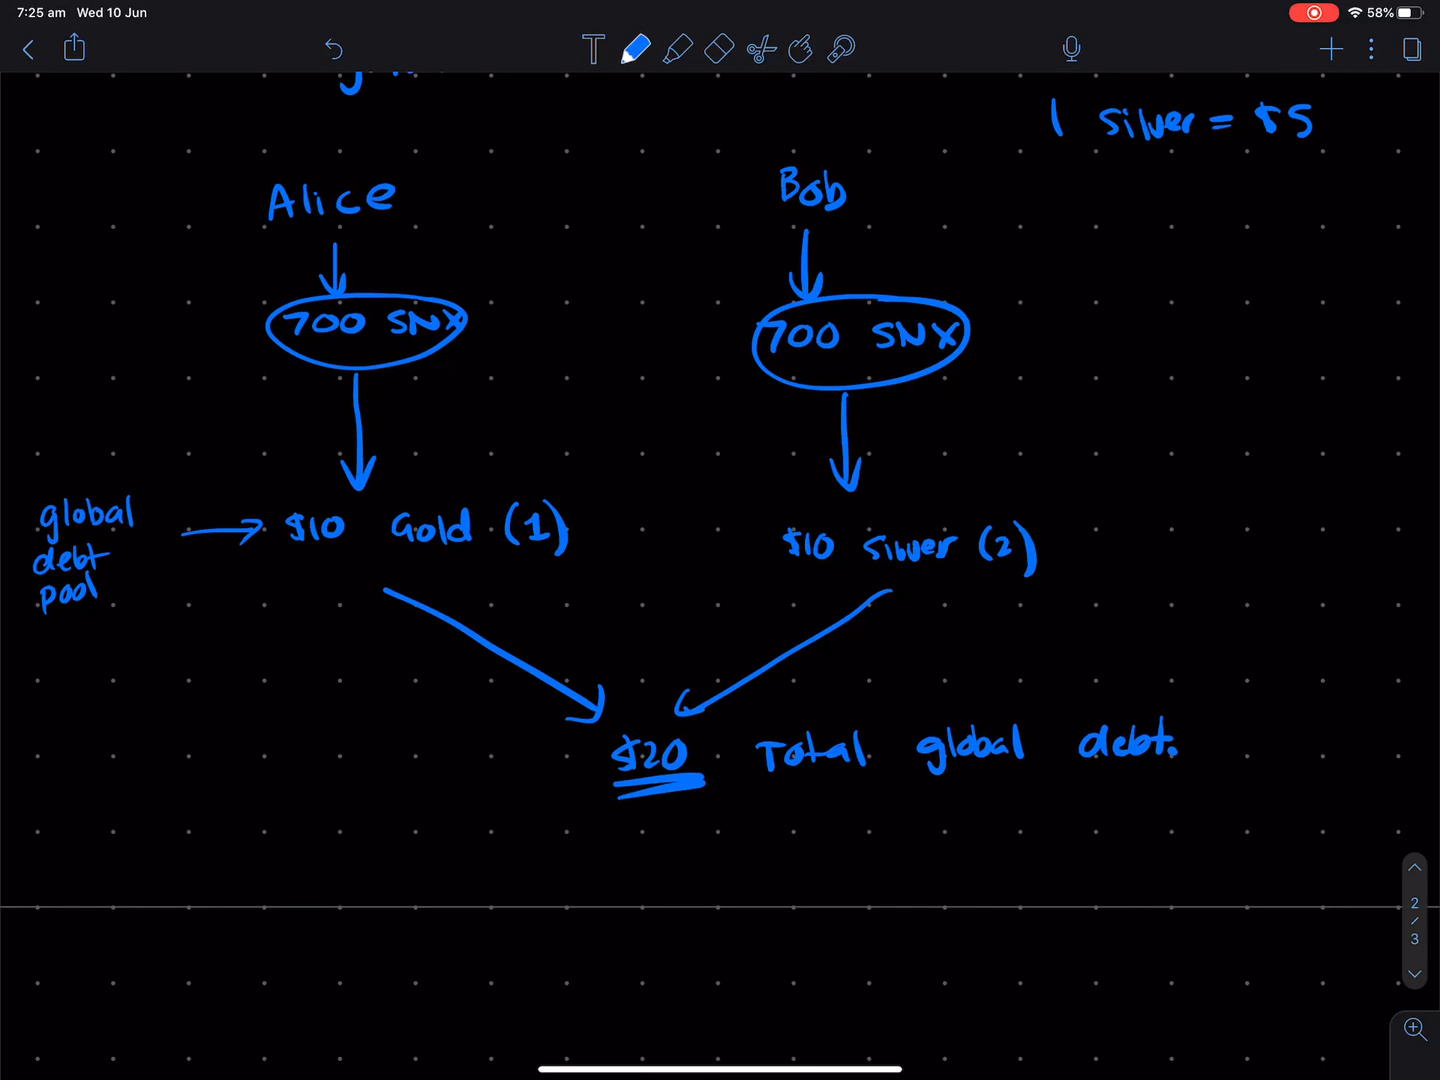 7:25 am Wed 10 Jun
58%
1 Silver = $5
Alice
Bob
700 SNX
700 SNX
global
debt
pool
$10 Gold (1)
$10 Silver (2)
$20 Total global debt.
2
/
3